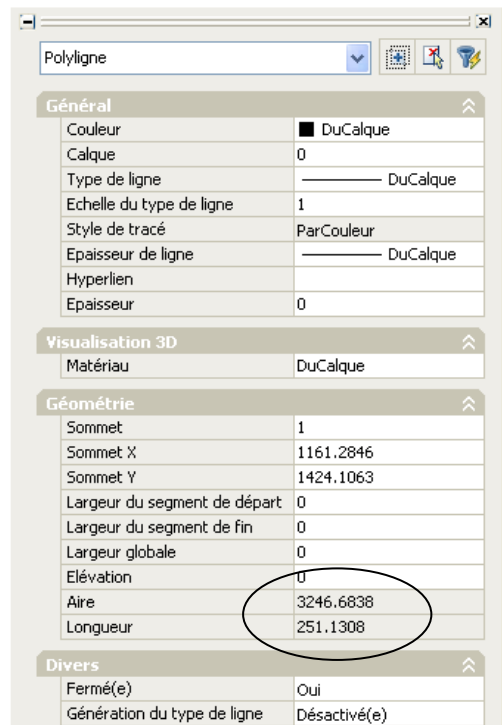 Polyligne
Général
Couleur DuCalque
Calque 0
Type de ligne DuCalque
Echelle du type de ligne 1
Style de tracé ParCouleur
Epaisseur de ligne DuCalque
Hyperlien
Epaisseur 0
Visualisation 3D
Matériau DuCalque
Géométrie
Sommet 1
Sommet X 1161.2846
Sommet Y 1424.1063
Largeur du segment de départ 0
Largeur du segment de fin 0
Largeur globale 0
Elévation 0
Aire 3246.6838
Longueur 251.1308
Divers
Fermé(e) Oui
Génération du type de ligne Désactivé(e)